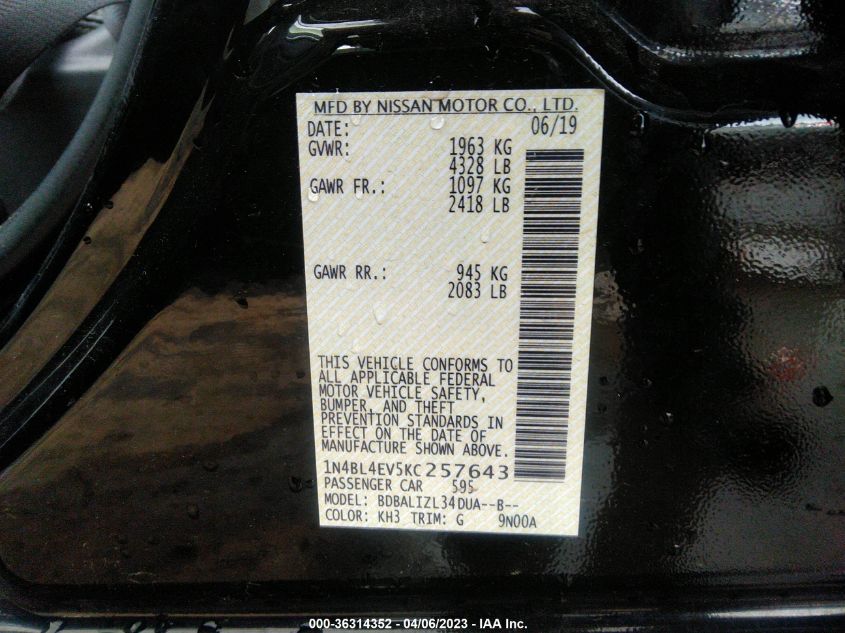 MFD BY NISSAN MOTOR CO., LTD.
DATE: 06/19
GVWR: 1963 KG
4328 LB
GAWR FR.: 1097 KG
2418 LB
GAWR RR.: 945 KG
2083 LB
THIS VEHICLE CONFORMS TO
ALL APPLICABLE FEDERAL
MOTOR VEHICLE SAFETY,
BUMPER, AND THEFT
PREVENTION STANDARDS IN
EFFECT ON THE DATE OF
MANUFACTURE SHOWN ABOVE.
1N4BL4EV5KC257643
PASSENGER CAR 595
MODEL: BDBALIZL34DUA--B--
COLOR: KH3 TRIM: G 9N00A
000-36314352 - 04/06/2023 - IAA Inc.